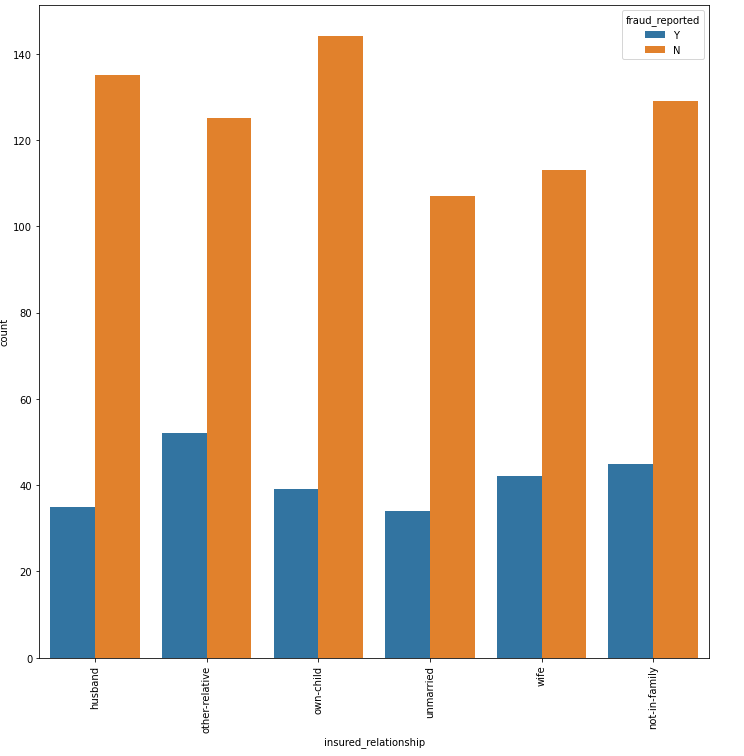 fraud_reported
Y
N
count
140
120
100
80
60
40
20
0
husband
other-relative
own-child
unmarried
wife
not-in-family
insured_relationship